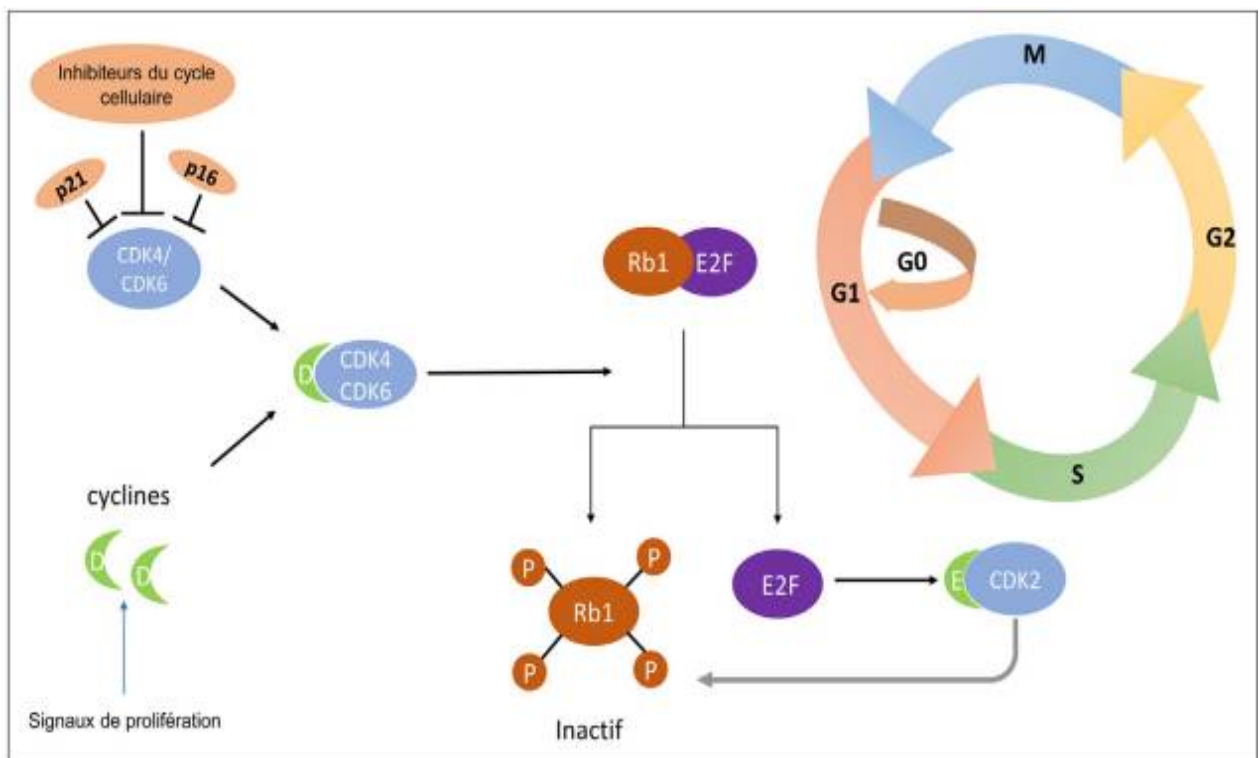 Inhibiteurs du cycle
cellulaire
p21
p16
CDK4/
CDK6
D
CDK4
CDK6
cyclines
D
D
Signaux de prolifération
Rb1
E2F
P
P
Rb1
P
P
Inactif
E2F
E
CDK2
M
G2
G0
G1
S